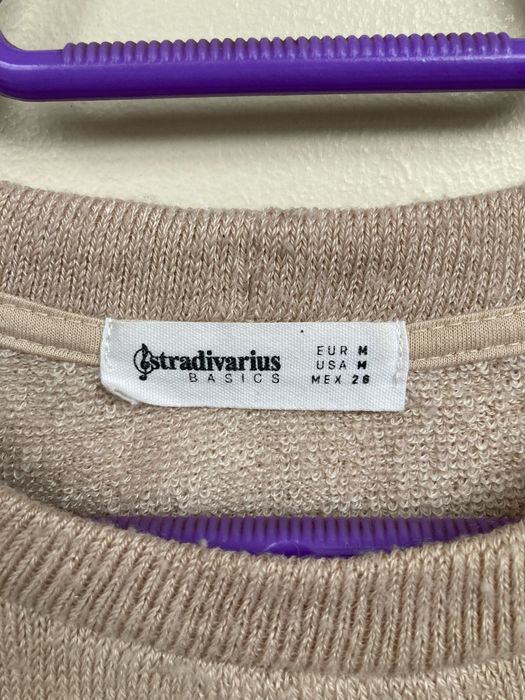 stradivarius
BASICS
EUR M
USA M
MEX 28